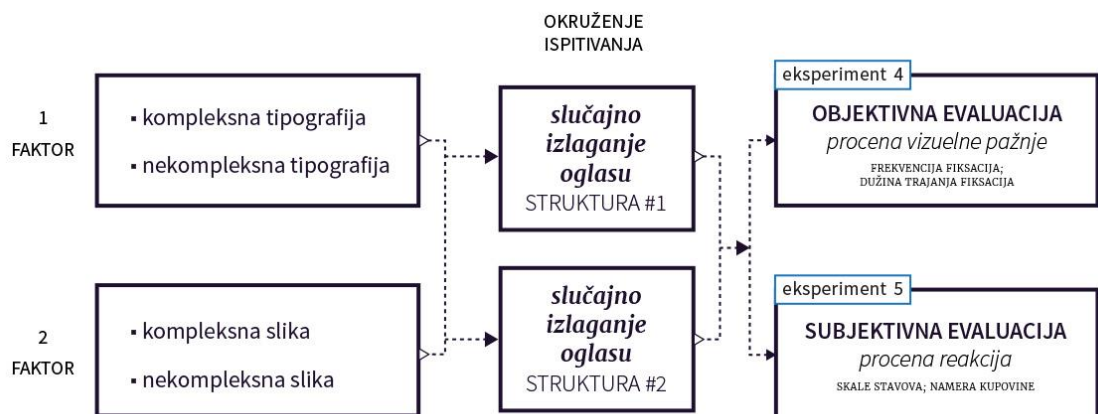 OKRUŽENJE
ISPITIVANJA
1
FAKTOR
▪ kompleksna tipografija
▪ nekompleksna tipografija
slučajno
izlaganje
oglasu
STRUKTURA #1
eksperiment 4
OBJEKTIVNA EVALUACIJA
procena vizuelne pažnje
FREKVENCIJA FIKSACIJA;
DUŽINA TRAJANJA FIKSACIJA
2
FAKTOR
▪ kompleksna slika
▪ nekompleksna slika
slučajno
izlaganje
oglasu
STRUKTURA #2
eksperiment 5
SUBJEKTIVNA EVALUACIJA
procena reakcija
SKALE STAVOVA; NAMERA KUPOVINE